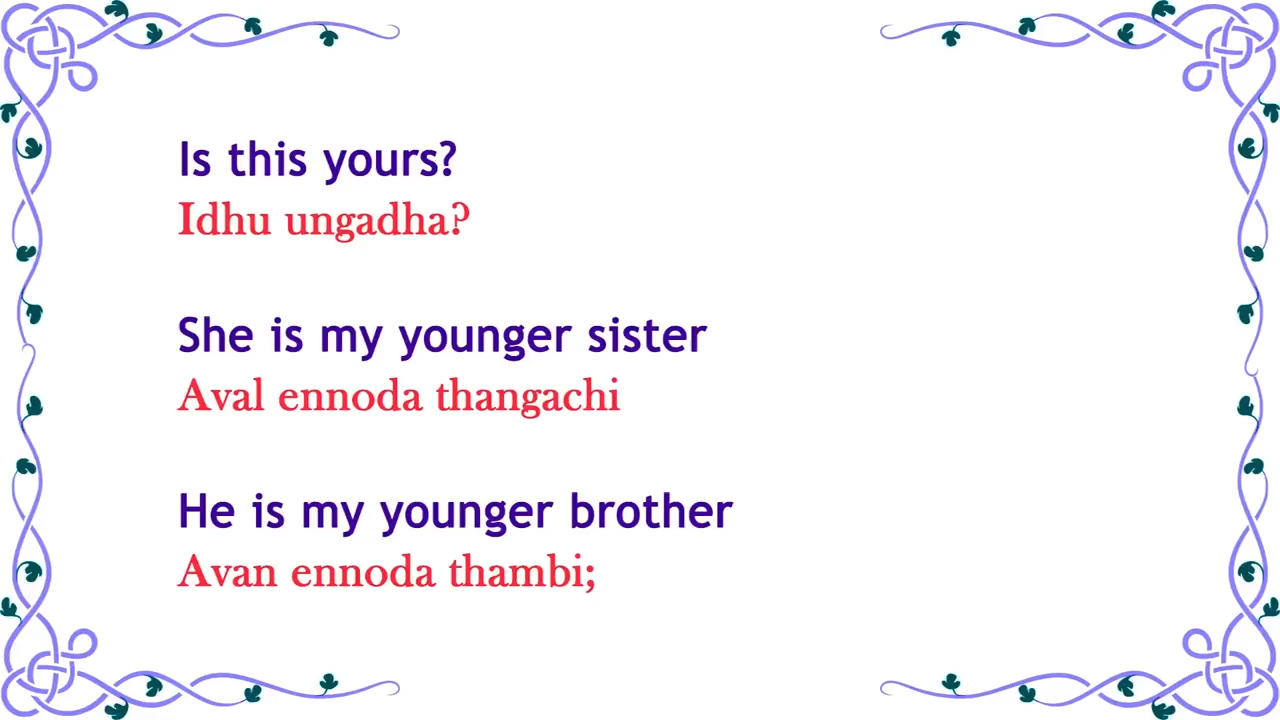 Is this yours?
Idhu ungadha?
She is my younger sister
Aval ennoda thangachi
He is my younger brother
Avan ennoda thambi;